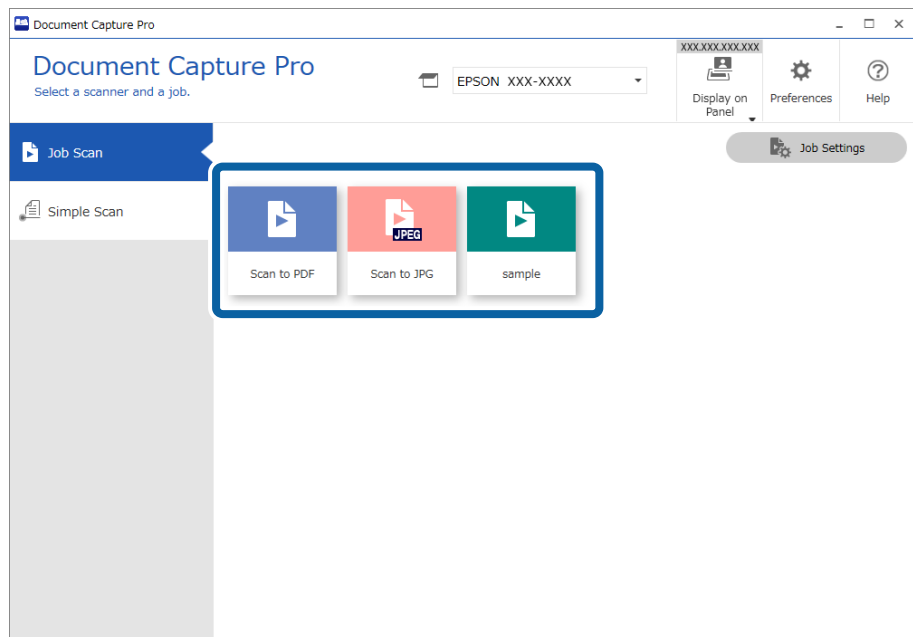 Document Capture Pro
Document Capture Pro
Select a scanner and a job.
EPSON XXX-XXXX
XXX.XXX.XXX.XXX
Display on
Panel
Preferences
Help
Job Scan
Job Settings
Simple Scan
JPEG
Scan to PDF
Scan to JPG
sample